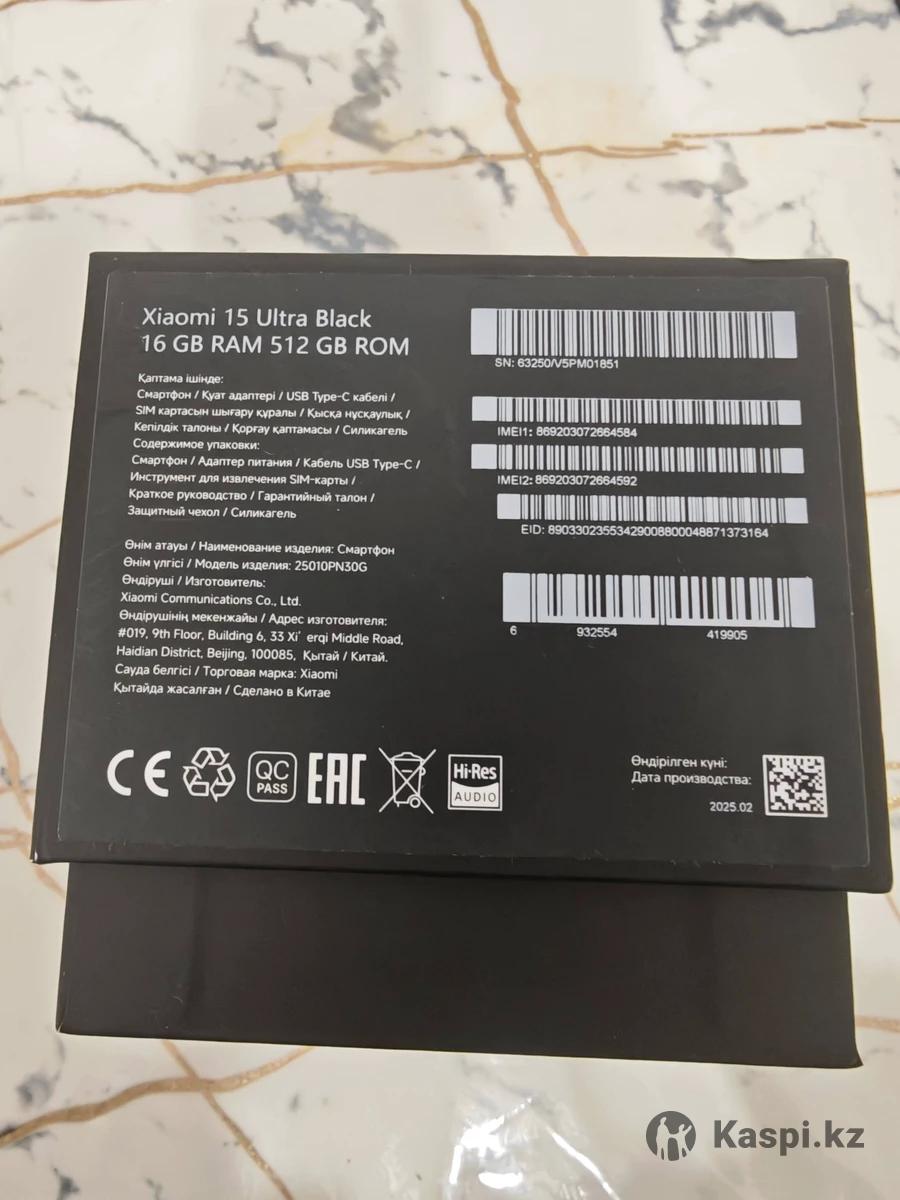 Xiaomi 15 Ultra Black
16 GB RAM 512 GB ROM
Қаптама ішінде:
Смартфон / Қуат адаптері / USB Type-C кабелі /
SIM картасын шығару құралы / Қысқа нұсқаулық /
Кепілдік талоны / Қорғау қаптамасы / Силикагель
Содержимое упаковки:
Смартфон / Адаптер питания / Кабель USB Type-C /
Инструмент для извлечения SIM-карты /
Краткое руководство / Гарантийный талон /
Защитный чехол / Силикагель
Өнім атауы / Наименование изделия: Смартфон
Өнім үлгісі / Модель изделия: 25010PN30G
Өндіруші / Изготовитель:
Xiaomi Communications Co., Ltd.
Өндірушінің мекенжайы / Адрес изготовителя:
#019, 9th Floor, Building 6, 33 Xi' erqi Middle Road,
Haidian District, Beijing, 100085, Қытай / Китай.
Сауда белгісі / Торговая марка: Xiaomi
Қытайда жасалған / Сделано в Китае
SN: 63250/V5PM01851
IMEI1: 869203072664584
IMEI2: 869203072664592
EID: 89033023553429008800048871373164
6 932554 419905
CE
QC
PASS
EAC
Hi-Res
AUDIO
Өндірілген күні:
Дата производства:
2025.02
Kaspi.kz